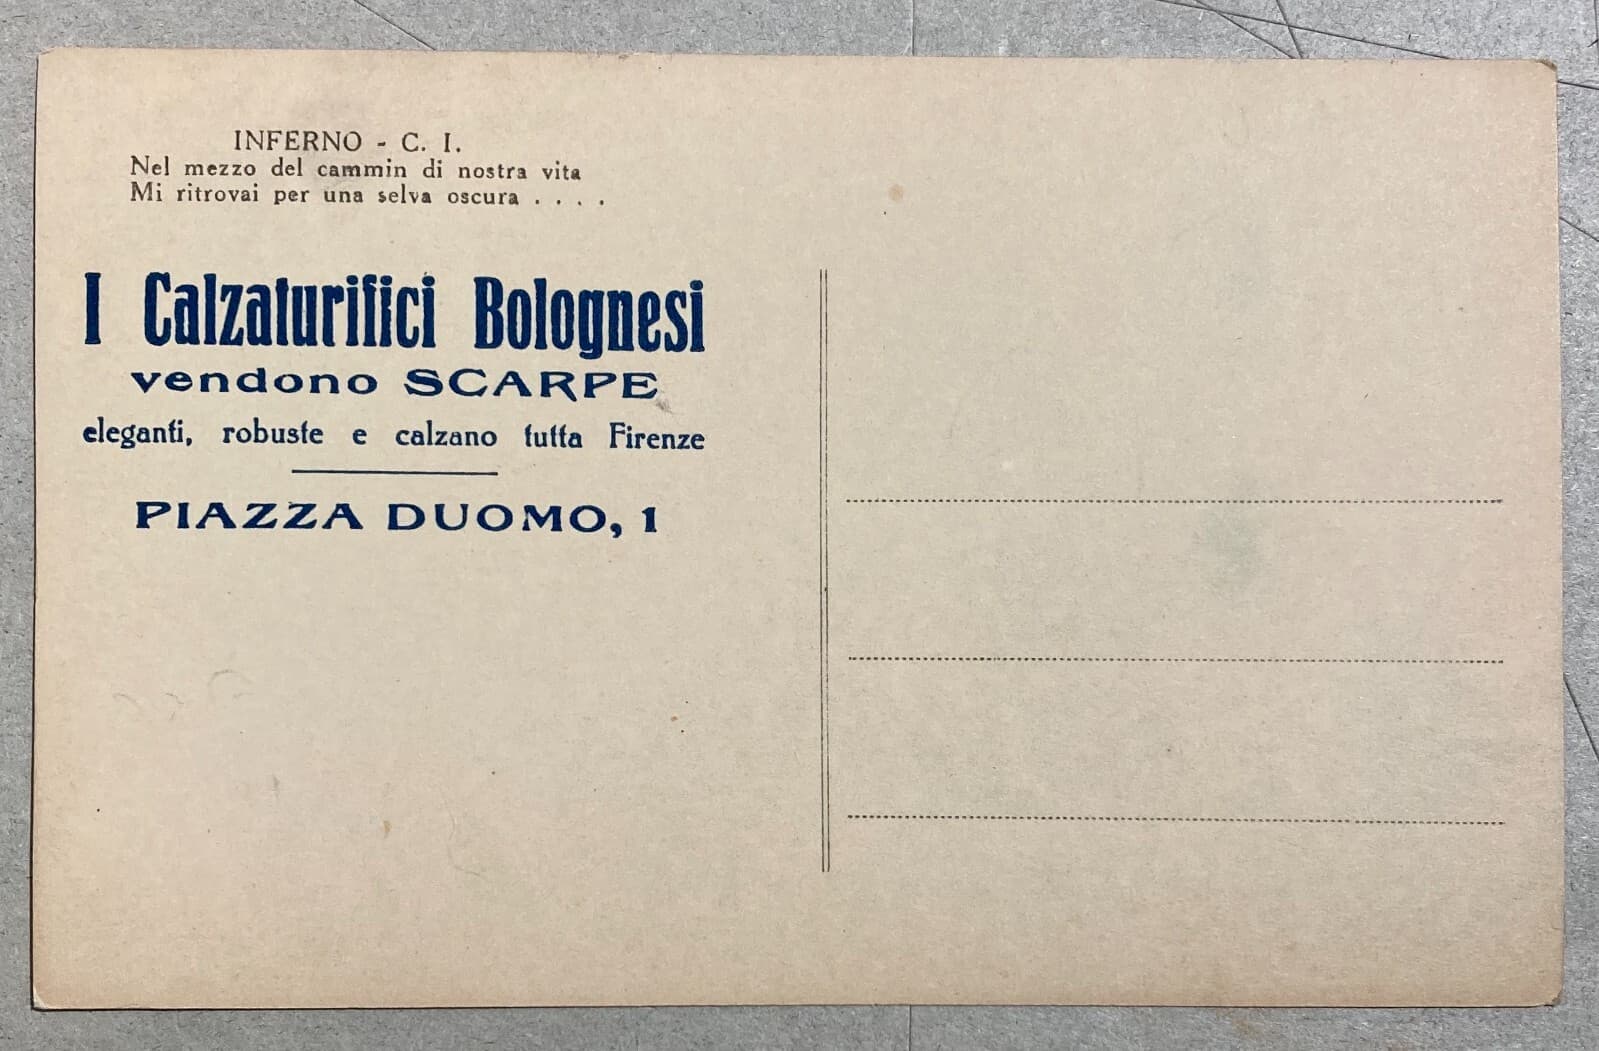 INFERNO - C. I.
Nel mezzo del cammin di nostra vita
Mi ritrovai per una selva oscura . . . .
I Calzaturifici Bolognesi
vendono SCARPE
eleganti, robuste e calzano tutta Firenze
PIAZZA DUOMO, 1